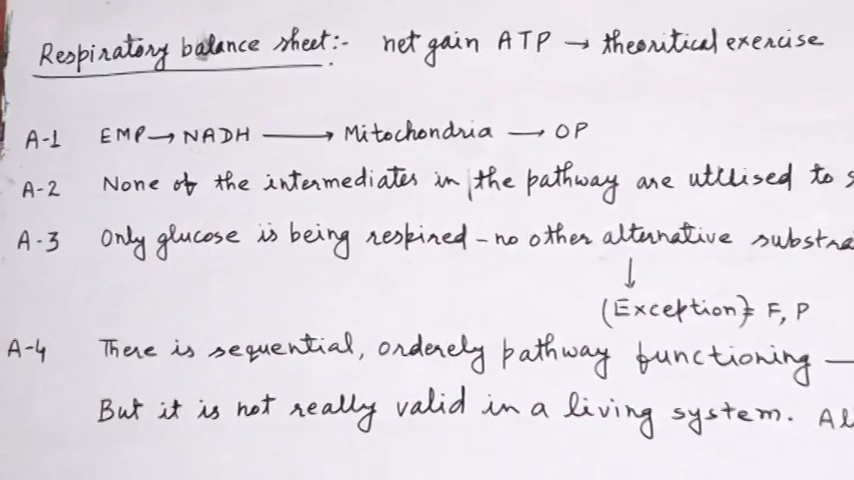 Respiratory balance sheet:- net gain ATP → theoritical exercise
A-1 EMP → NADH → Mitochondria → OP
A-2 None of the intermediates in the pathway are utilised to s
A-3 Only glucose is being respired - no other alternative substra
↓
(Exception) = F, P
A-4 There is sequential, orderely pathway functioning —
But it is not really valid in a living system. Al